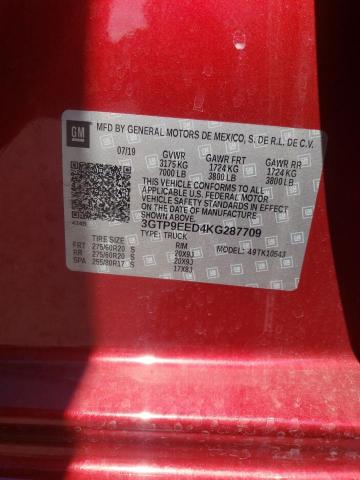 GM
MFD BY GENERAL MOTORS DE MEXICO, S. DE R.L. DE C.V.
07/19 GVWR GAWR FRT GAWR RR
3175 KG 1724 KG 1724 KG
7000 LB 3800 LB 3800 LB
THIS VEHICLE CONFORMS TO ALL
APPLICABLE U.S. FEDERAL MOTOR
VEHICLE SAFETY STANDARDS IN EFFECT
ON THE DATE OF MANUFACTURE SHOWN ABOVE.
3GTP9EED4KG287709
TYPE: TRUCK
MODEL: 49TK10543
TIRE SIZE RIM
FRT 275/60R20 S 20X9J
RR 275/60R20 S 20X9J
SPA 255/80R17 S 17X8J